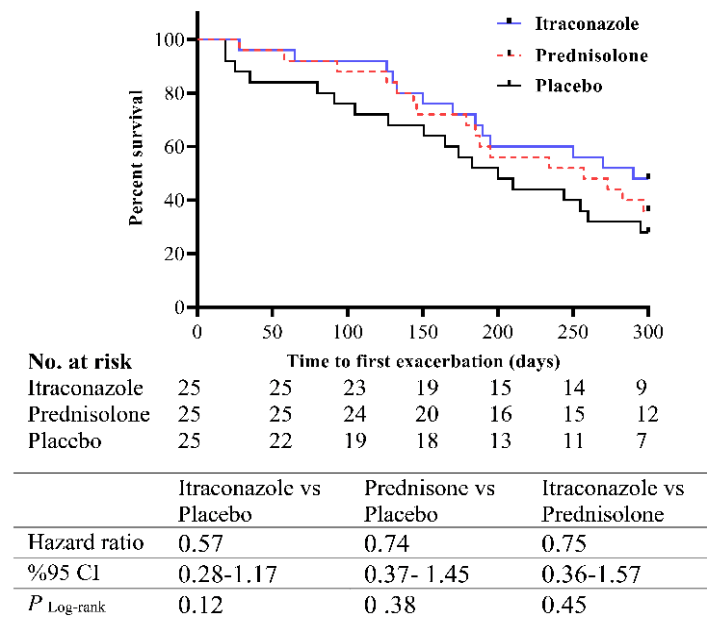 Itraconazole
Prednisolone
Placebo
Percent survival
100
80
60
40
20
0
0 50 100 150 200 250 300
No. at risk Time to first exacerbation (days)
Itraconazole 25 25 23 19 15 14 9
Prednisolone 25 25 24 20 16 15 12
Placebo 25 22 19 18 13 11 7
Itraconazole vs Placebo Prednisone vs Placebo Itraconazole vs Prednisolone
Hazard ratio 0.57 0.74 0.75
%95 CI 0.28-1.17 0.37- 1.45 0.36-1.57
P Log-rank 0.12 0 .38 0.45